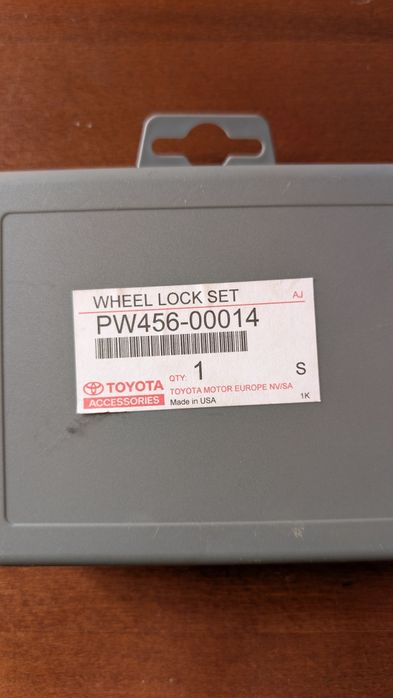 WHEEL LOCK SET AJ
PW456-00014
QTY: 1 S
TOYOTA
ACCESSORIES
TOYOTA MOTOR EUROPE NV/SA
Made in USA 1K